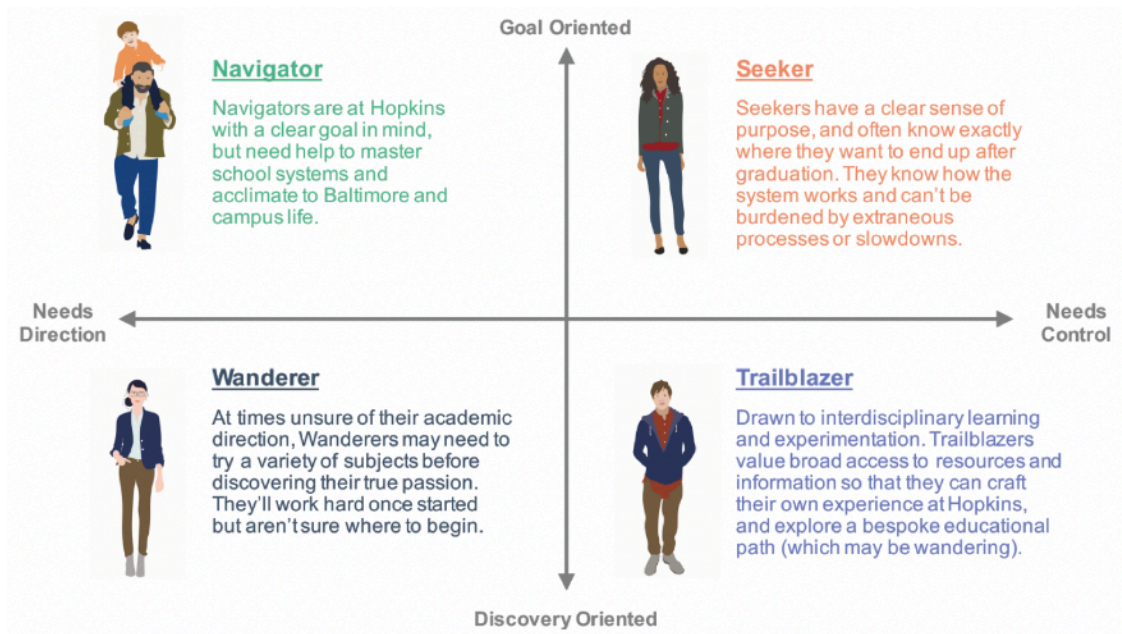 Goal Oriented
Navigator
Navigators are at Hopkins
with a clear goal in mind,
but need help to master
school systems and
acclimate to Baltimore and
campus life.
Seeker
Seekers have a clear sense of
purpose, and often know exactly
where they want to end up after
graduation. They know how the
system works and can't be
burdened by extraneous
processes or slowdowns.
Needs
Direction
Needs
Control
Wanderer
At times unsure of their academic
direction, Wanderers may need to
try a variety of subjects before
discovering their true passion.
They'll work hard once started
but aren't sure where to begin.
Trailblazer
Drawn to interdisciplinary learning
and experimentation. Trailblazers
value broad access to resources and
information so that they can craft
their own experience at Hopkins,
and explore a bespoke educational
path (which may be wandering).
Discovery Oriented